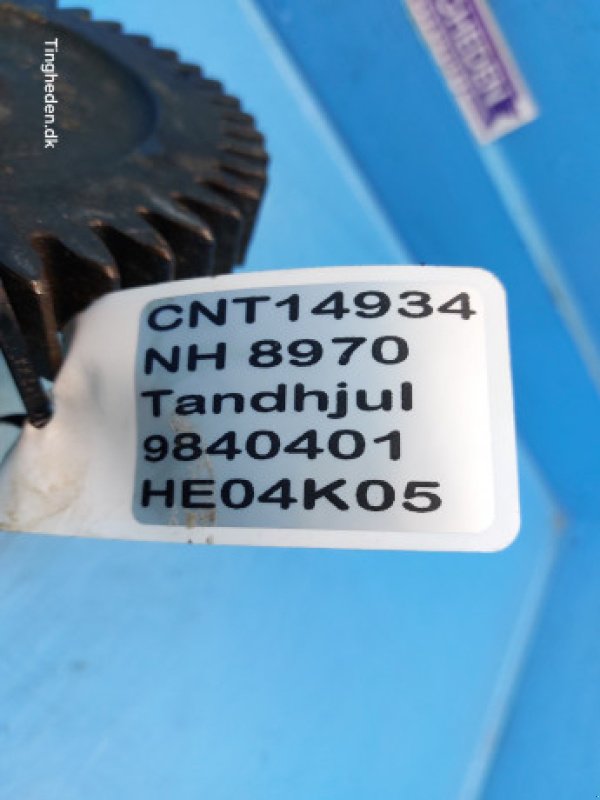 Tingheden.dk
CNT14934
NH 8970
Tandhjul
9840401
HE04K05